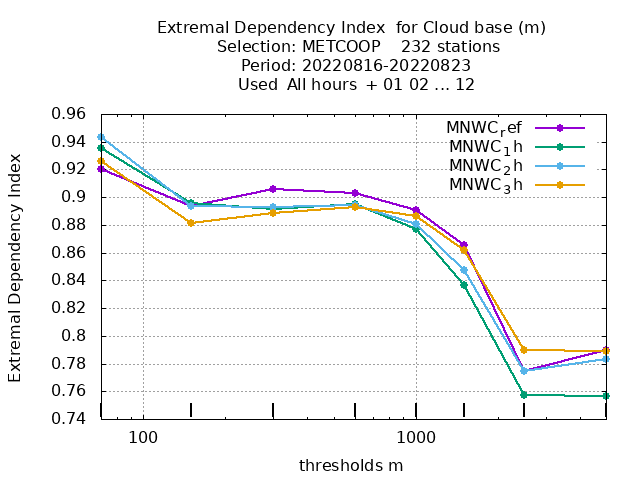 Extremal Dependency Index  for Cloud base (m)
Selection: METCOOP    232 stations
Period: 20220816-20220823
Used  All hours  + 01 02 ... 12
0.96
0.94
0.92
0.9
0.88
0.86
0.84
0.82
0.8
0.78
0.76
0.74
Extremal Dependency Index
MNWC_ref
MNWC_1h
MNWC_2h
MNWC_3h
100
1000
thresholds m